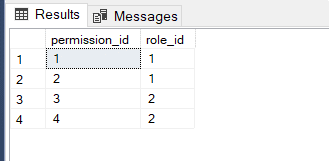 Results Messages
permission_id role_id
1 1 1
2 2 1
3 3 2
4 4 2